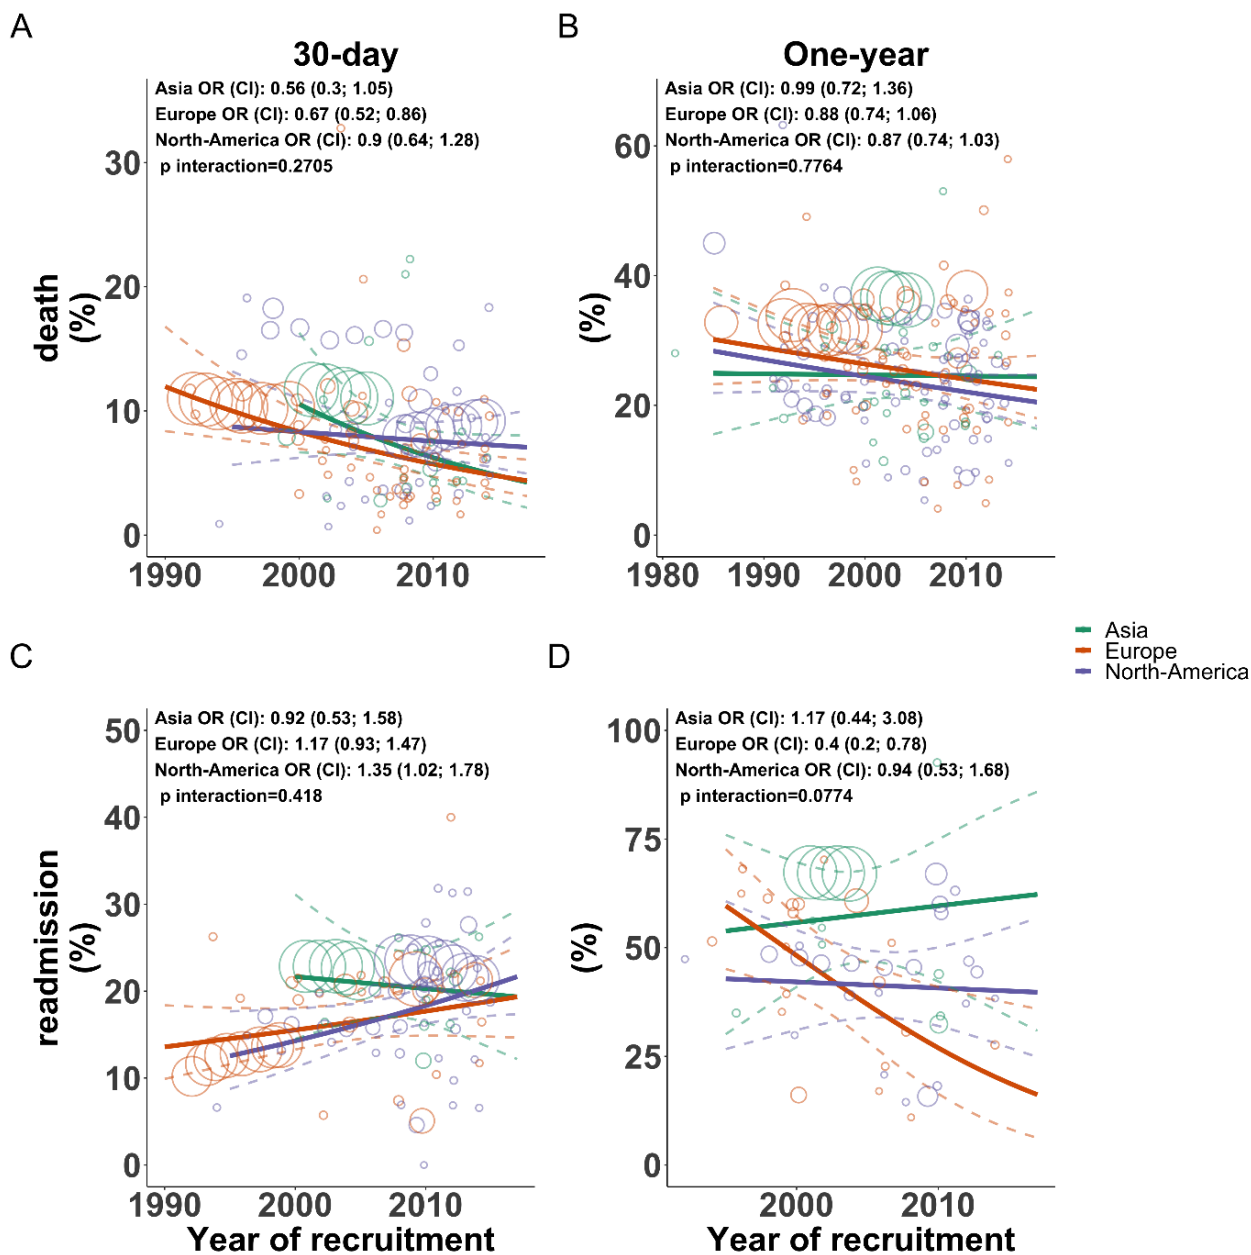 A
B
30-day
One-year
Asia OR (CI): 0.56 (0.3; 1.05)
Europe OR (CI): 0.67 (0.52; 0.86)
North-America OR (CI): 0.9 (0.64; 1.28)
p interaction=0.2705
Asia OR (CI): 0.99 (0.72; 1.36)
Europe OR (CI): 0.88 (0.74; 1.06)
North-America OR (CI): 0.87 (0.74; 1.03)
p interaction=0.7764
death
(%)
30
20
10
0
1990 2000 2010
(%)
60
40
20
0
1980 1990 2000 2010
Asia
Europe
North-America
C
D
Asia OR (CI): 0.92 (0.53; 1.58)
Europe OR (CI): 1.17 (0.93; 1.47)
North-America OR (CI): 1.35 (1.02; 1.78)
p interaction=0.418
Asia OR (CI): 1.17 (0.44; 3.08)
Europe OR (CI): 0.4 (0.2; 0.78)
North-America OR (CI): 0.94 (0.53; 1.68)
p interaction=0.0774
readmission
(%)
50
40
30
20
10
0
1990 2000 2010
Year of recruitment
(%)
100
75
50
25
0
2000 2010
Year of recruitment